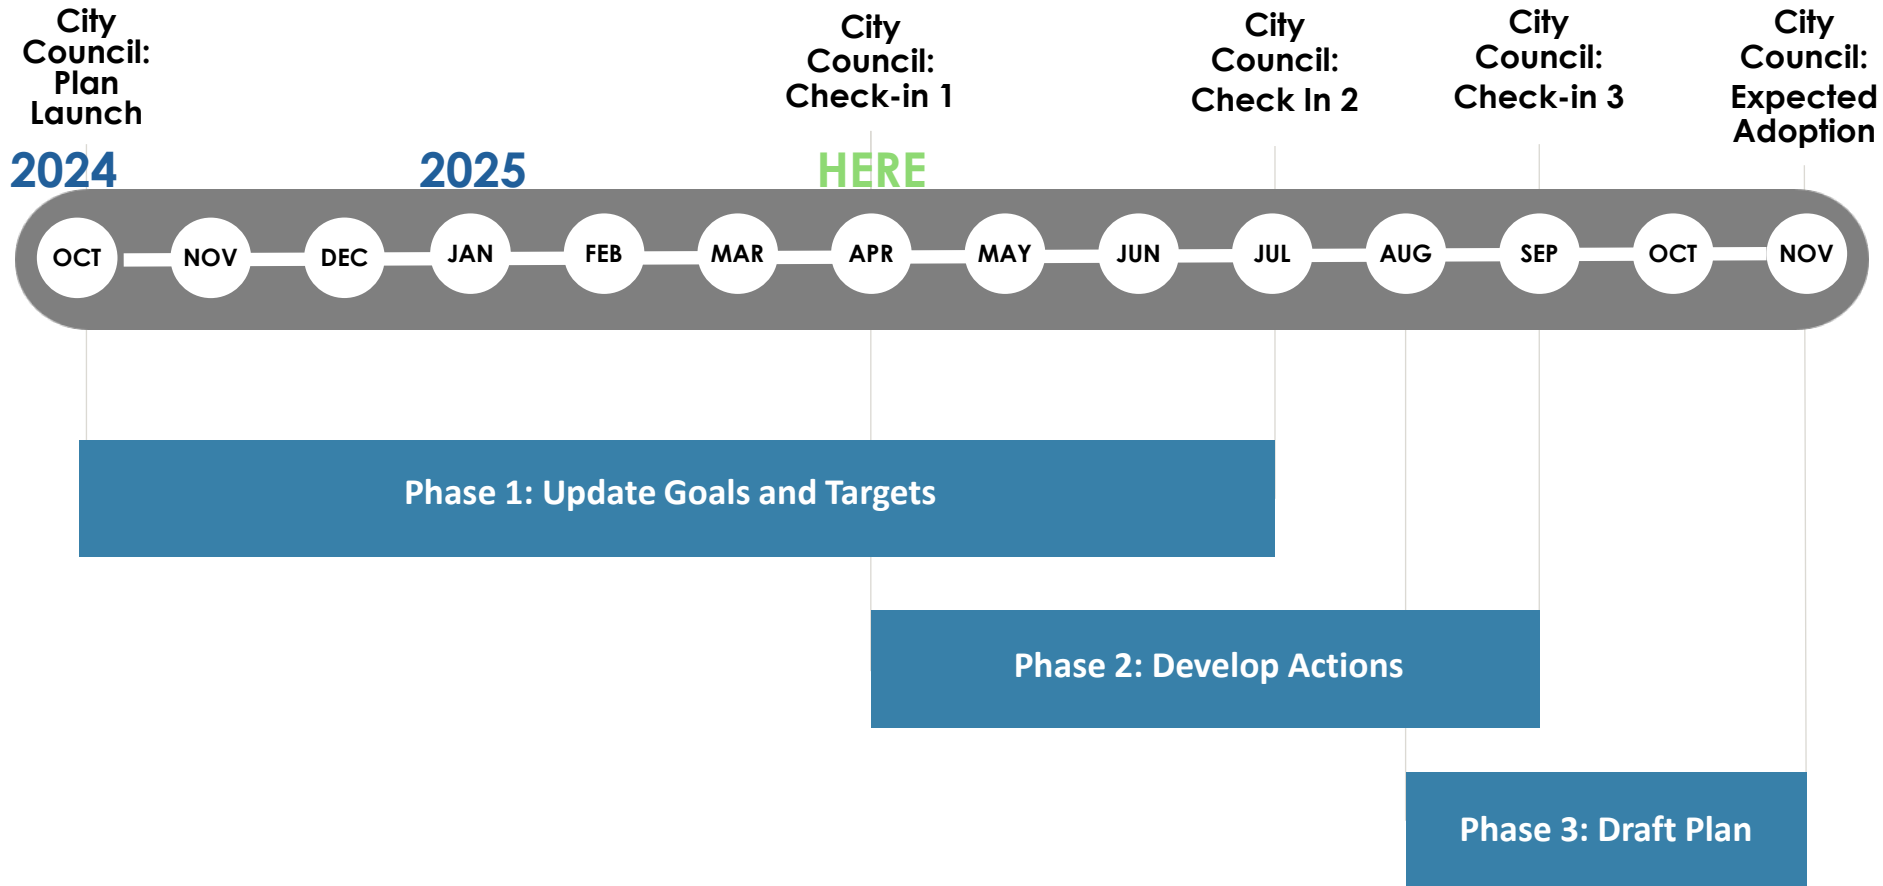 City
Council:
Plan
Launch
City
Council:
Check-in 1
City
Council:
Check In 2
City
Council:
Check-in 3
City
Council:
Expected
Adoption
2024
2025
HERE
OCT
NOV
DEC
JAN
FEB
MAR
APR
MAY
JUN
JUL
AUG
SEP
OCT
NOV
Phase 1: Update Goals and Targets
Phase 2: Develop Actions
Phase 3: Draft Plan